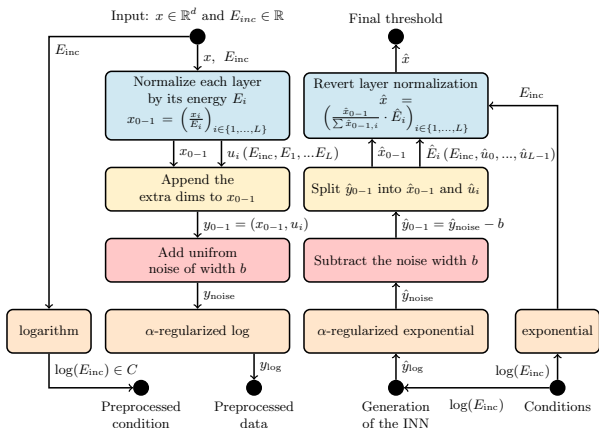 Input: x ∈ ℝ^d and E_inc ∈ ℝ
E_inc
x, E_inc
Normalize each layer
by its energy E_i
x_{0−1} = (x_i / E_i)_{i∈{1,...,L}}
x_{0−1}
u_i (E_inc, E_1, ...E_L)
Append the
extra dims to x_{0−1}
y_{0−1} = (x_{0−1}, u_i)
Add unifrom
noise of width b
y_noise
logarithm
α-regularized log
log(E_inc) ∈ C
y_log
Preprocessed
condition
Preprocessed
data
Final threshold
x̂
Revert layer normalization
x̂ =
(x̂_{0−1} / ∑ x̂_{0−1,i} · Ê_i)_{i∈{1,...,L}}
E_inc
x̂_{0−1}
Ê_i (E_inc, û_0, ..., û_{L−1})
Split ŷ_{0−1} into x̂_{0−1} and û_i
ŷ_{0−1} = ŷ_noise − b
Subtract the noise width b
ŷ_noise
α-regularized exponential
exponential
ŷ_log
log(E_inc)
log(E_inc)
Generation
of the INN
Conditions